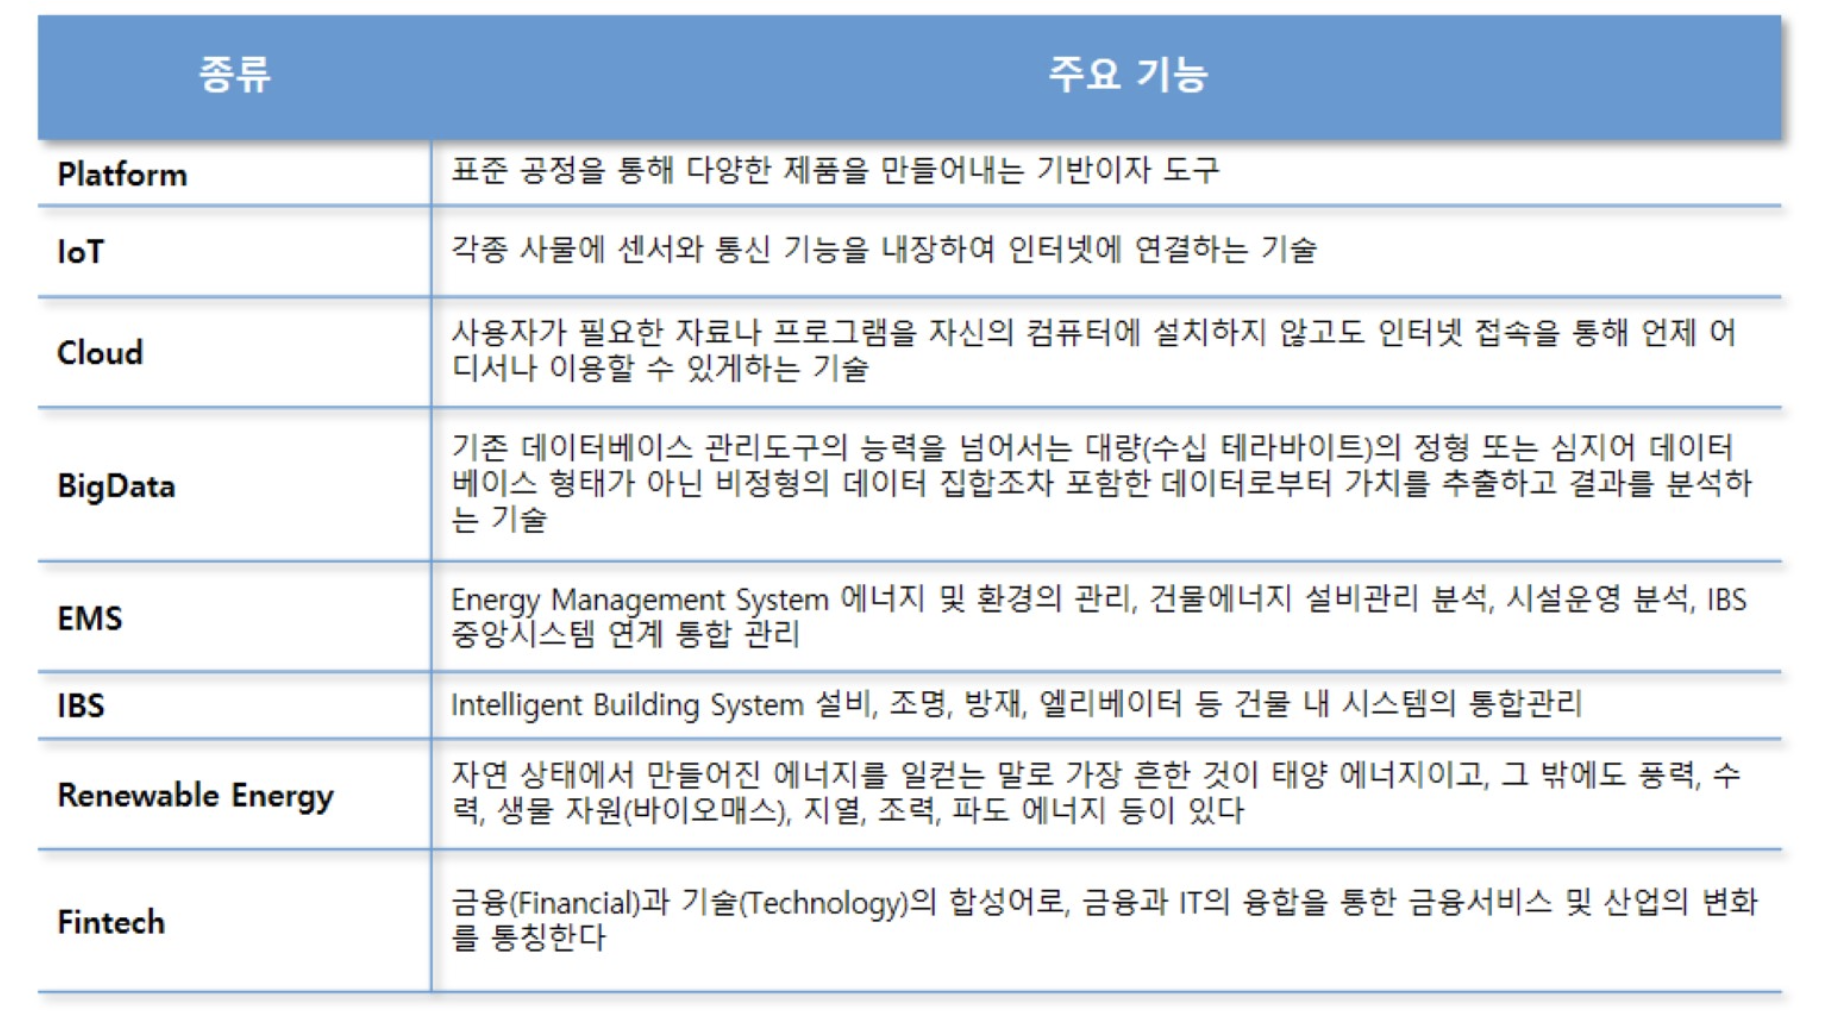 종류
주요 기능
Platform
표준 공정을 통해 다양한 제품을 만들어내는 기반이자 도구
IoT
각종 사물에 센서와 통신 기능을 내장하여 인터넷에 연결하는 기술
Cloud
사용자가 필요한 자료나 프로그램을 자신의 컴퓨터에 설치하지 않고도 인터넷 접속을 통해 언제 어
디서나 이용할 수 있게하는 기술
BigData
기존 데이터베이스 관리도구의 능력을 넘어서는 대량(수십 테라바이트)의 정형 또는 심지어 데이터
베이스 형태가 아닌 비정형의 데이터 집합조차 포함한 데이터로부터 가치를 추출하고 결과를 분석하
는 기술
EMS
Energy Management System 에너지 및 환경의 관리, 건물에너지 설비관리 분석, 시설운영 분석, IBS
중앙시스템 연계 통합 관리
IBS
Intelligent Building System 설비, 조명, 방재, 엘리베이터 등 건물 내 시스템의 통합관리
Renewable Energy
자연 상태에서 만들어진 에너지를 일컫는 말로 가장 흔한 것이 태양 에너지이고, 그 밖에도 풍력, 수
력, 생물 자원(바이오매스), 지열, 조력, 파도 에너지 등이 있다
Fintech
금융(Financial)과 기술(Technology)의 합성어로, 금융과 IT의 융합을 통한 금융서비스 및 산업의 변화
를 통칭한다